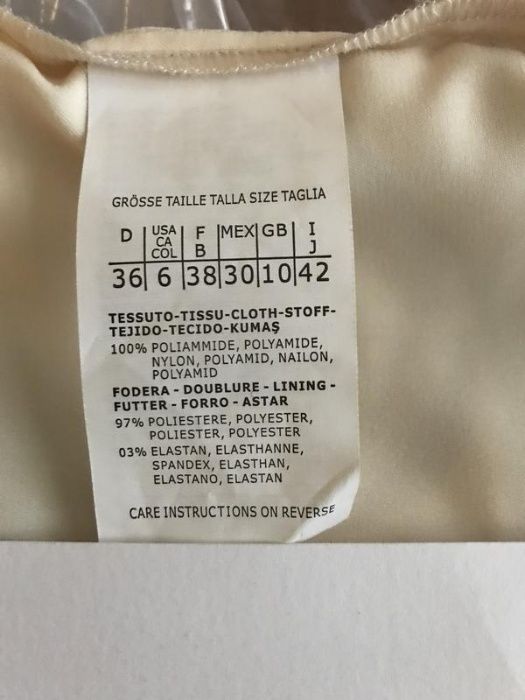 GRÖSSE TAILLE TALLA SIZE TAGLIA
D USA CA COL F B MEX GB I J
36 6 38 30 10 42
TESSUTO-TISSU-CLOTH-STOFF-
TEJIDO-TECIDO-KUMAŞ
100% POLIAMMIDE, POLYAMIDE,
NYLON, POLYAMID, NAILON,
POLYAMID
FODERA - DOUBLURE - LINING -
FUTTER - FORRO - ASTAR
97% POLIESTERE, POLYESTER,
POLIESTER, POLYESTER
03% ELASTAN, ELASTHANNE,
SPANDEX, ELASTHAN,
ELASTANO, ELASTAN
CARE INSTRUCTIONS ON REVERSE